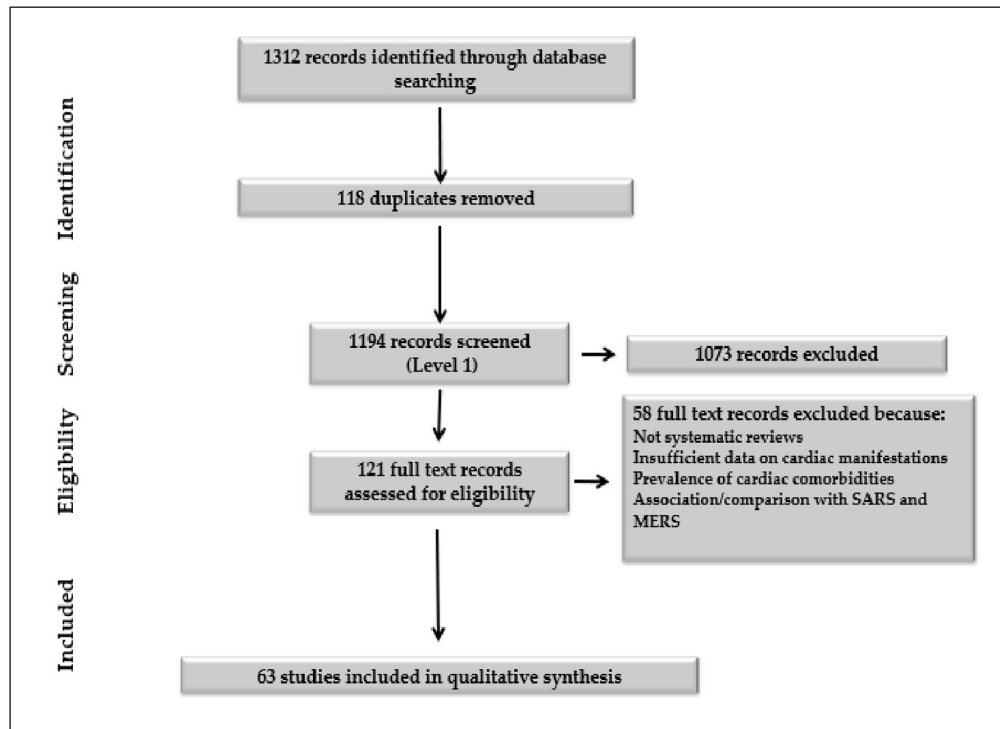 Identification
1312 records identified through database
searching
118 duplicates removed
Screening
1194 records screened
(Level 1)
1073 records excluded
Eligibility
121 full text records
assessed for eligibility
58 full text records excluded because:
Not systematic reviews
Insufficient data on cardiac manifestations
Prevalence of cardiac comorbidities
Association/comparison with SARS and
MERS
Included
63 studies included in qualitative synthesis